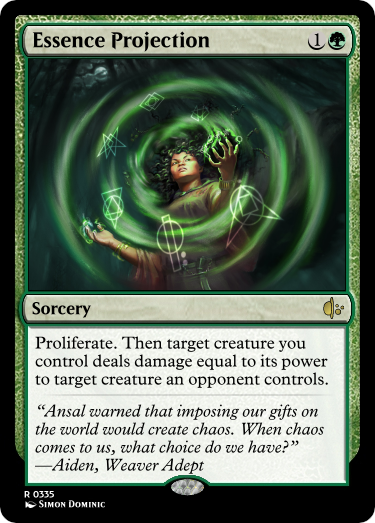 Essence Projection 1
Sorcery
Proliferate. Then target creature you
control deals damage equal to its power
to target creature an opponent controls.
“Ansal warned that imposing our gifts on
the world would create chaos. When chaos
comes to us, what choice do we have?”
—Aiden, Weaver Adept
R 0335
Simon Dominic